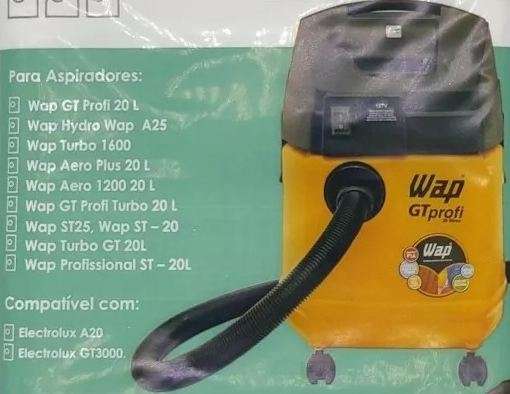 Para Aspiradores:
Wap GT Profi 20 L
Wap Hydro Wap A25
Wap Turbo 1600
Wap Aero Plus 20 L
Wap Aero 1200 20 L
Wap GT Profi Turbo 20 L
Wap ST25, Wap ST – 20
Wap Turbo GT 20L
Wap Profissional ST – 20L
Compatível com:
Electrolux A20
Electrolux GT3000
Wap
GTprofi
Wap